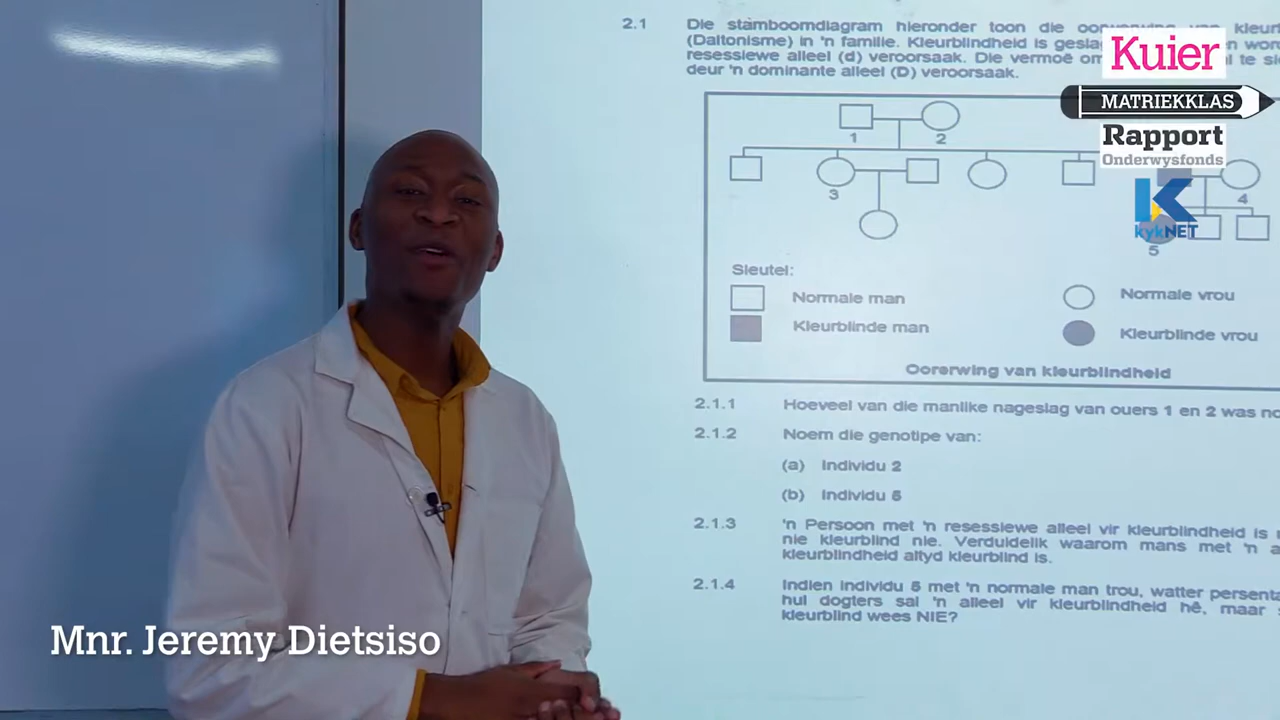 2.1 Die stamboomdiagram hieronder toon die
(Daltonisme) in 'n familie. Kleurblindheid is
resessiewe alleel (d) veroorsaak. Die vermoë
deur 'n dominante alleel (D) veroorsaak.
Kuier
MATRIEKKLAS
Rapport
Onderwysfonds
kykNET
1
2
3
4
5
Sleutel:
Normale man
Normale vrou
Kleurblinde man
Kleurblinde vrou
Oorerwing van kleurblindheid
2.1.1 Hoeveel van die manlike nageslag van ouers 1 en 2 was
2.1.2 Noem die genotipe van:
(a) Individu 2
(b) Individu 5
2.1.3 'n Persoon met 'n resessiewe alleel vir kleurblindheid is
nie kleurblind nie. Verduidelik waarom mans met 'n
kleurblindheid altyd kleurblind is.
2.1.4 Indien individu 5 met 'n normale man trou, watter
hul dogters sal 'n alleel vir kleurblindheid hê, maar
kleurblind wees NIE?
Mnr. Jeremy Dietsiso